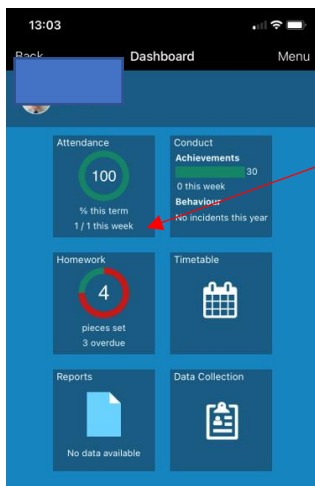 13:03
Back Dashboard Menu
Attendance
100
% this term
1 / 1 this week
Conduct
Achievements
30
0 this week
Behaviour
No incidents this year
Homework
4
pieces set
3 overdue
Timetable
Reports
No data available
Data Collection